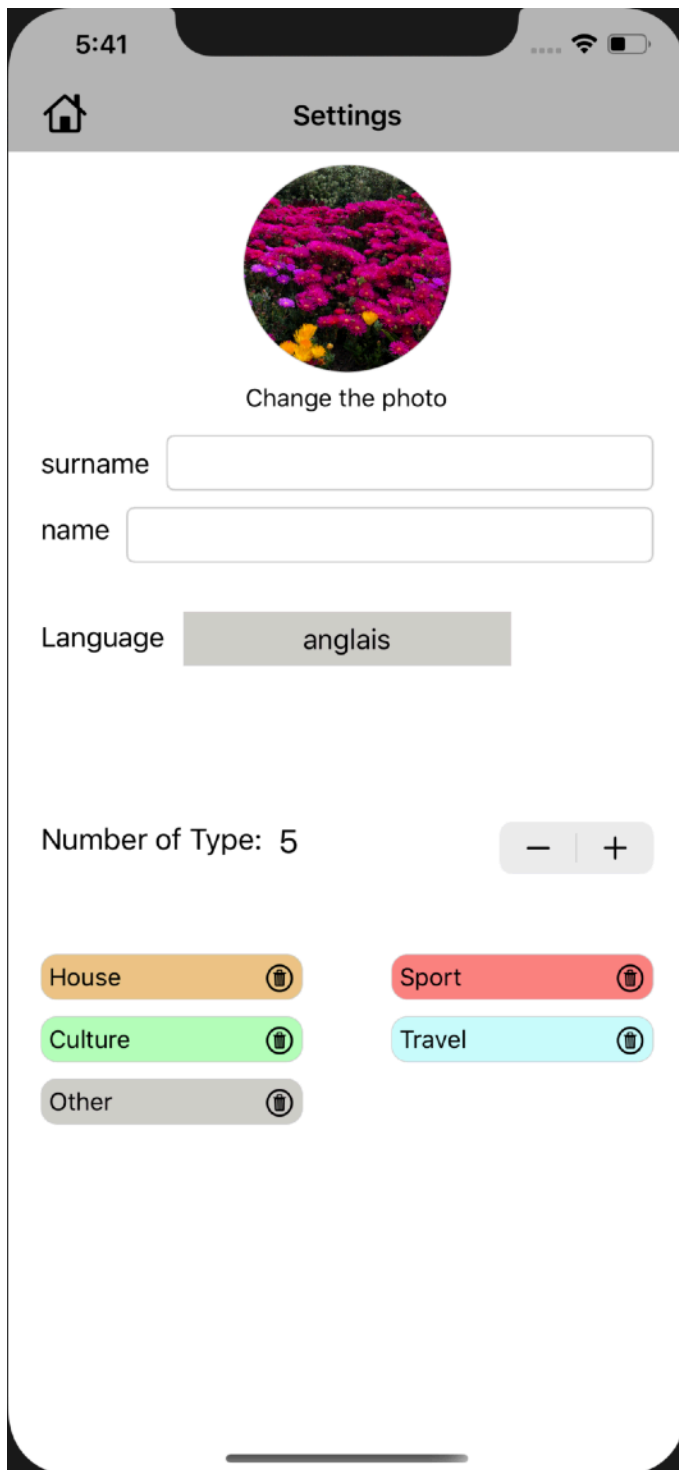 5:41
Settings
Change the photo
surname
name
Language anglais
Number of Type: 5 − +
House Sport
Culture Travel
Other